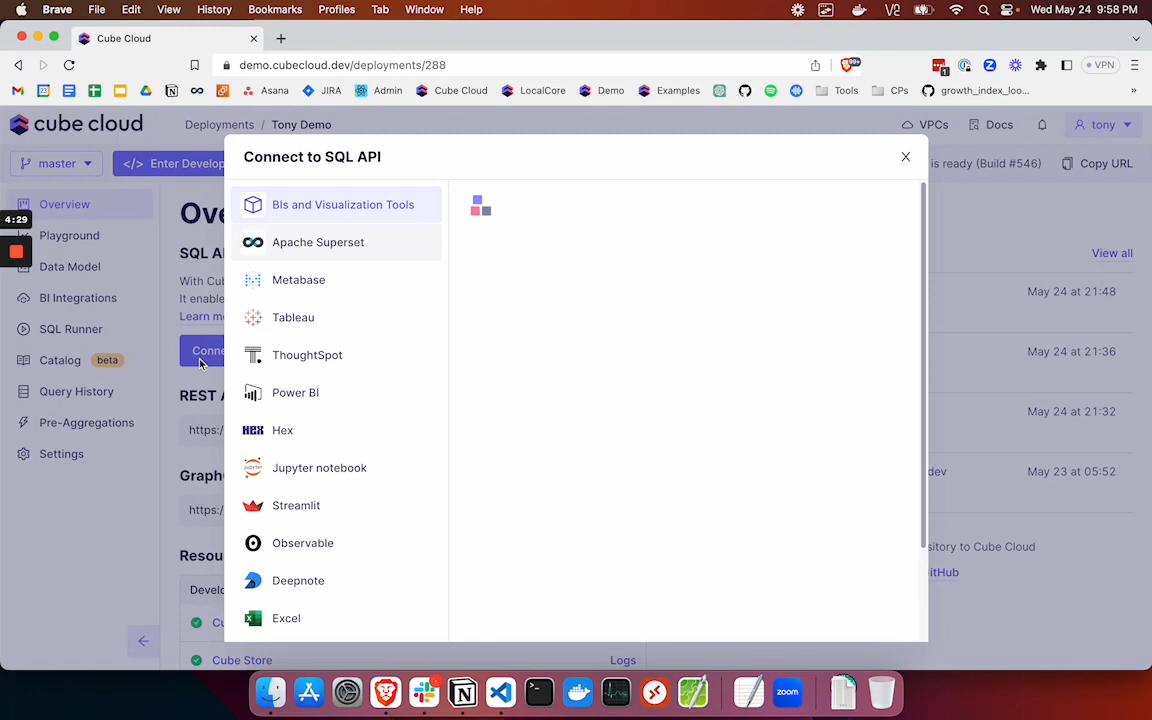 Brave File Edit View History Bookmarks Profiles Tab Window Help Wed May 24 9:58 PM
Cube Cloud
demo.cubecloud.dev/deployments/288 99+ 1 VPN
Asana JIRA Admin Cube Cloud LocalCore Demo Examples Tools CPs growth_index_loo... »
cube cloud Deployments / Tony Demo VPCs Docs tony
master </> Enter Develop is ready (Build #546) Copy URL
Connect to SQL API
Overview
4:29
Playground
Data Model
BI Integrations
SQL Runner
Catalog beta
Query History
Pre-Aggregations
Settings
Ove
SQL A
With Cub
It enable
Learn m
Conne
REST A
https:/
Graph
https:/
Resou
Develo
Cu
Cube Store Logs
BIs and Visualization Tools
Apache Superset
Metabase
Tableau
ThoughtSpot
Power BI
HEX Hex
jupyter Jupyter notebook
Streamlit
Observable
Deepnote
Excel
View all
May 24 at 21:48
May 24 at 21:36
May 24 at 21:32
dev May 23 at 05:52
sitory to Cube Cloud
itHub
zoom